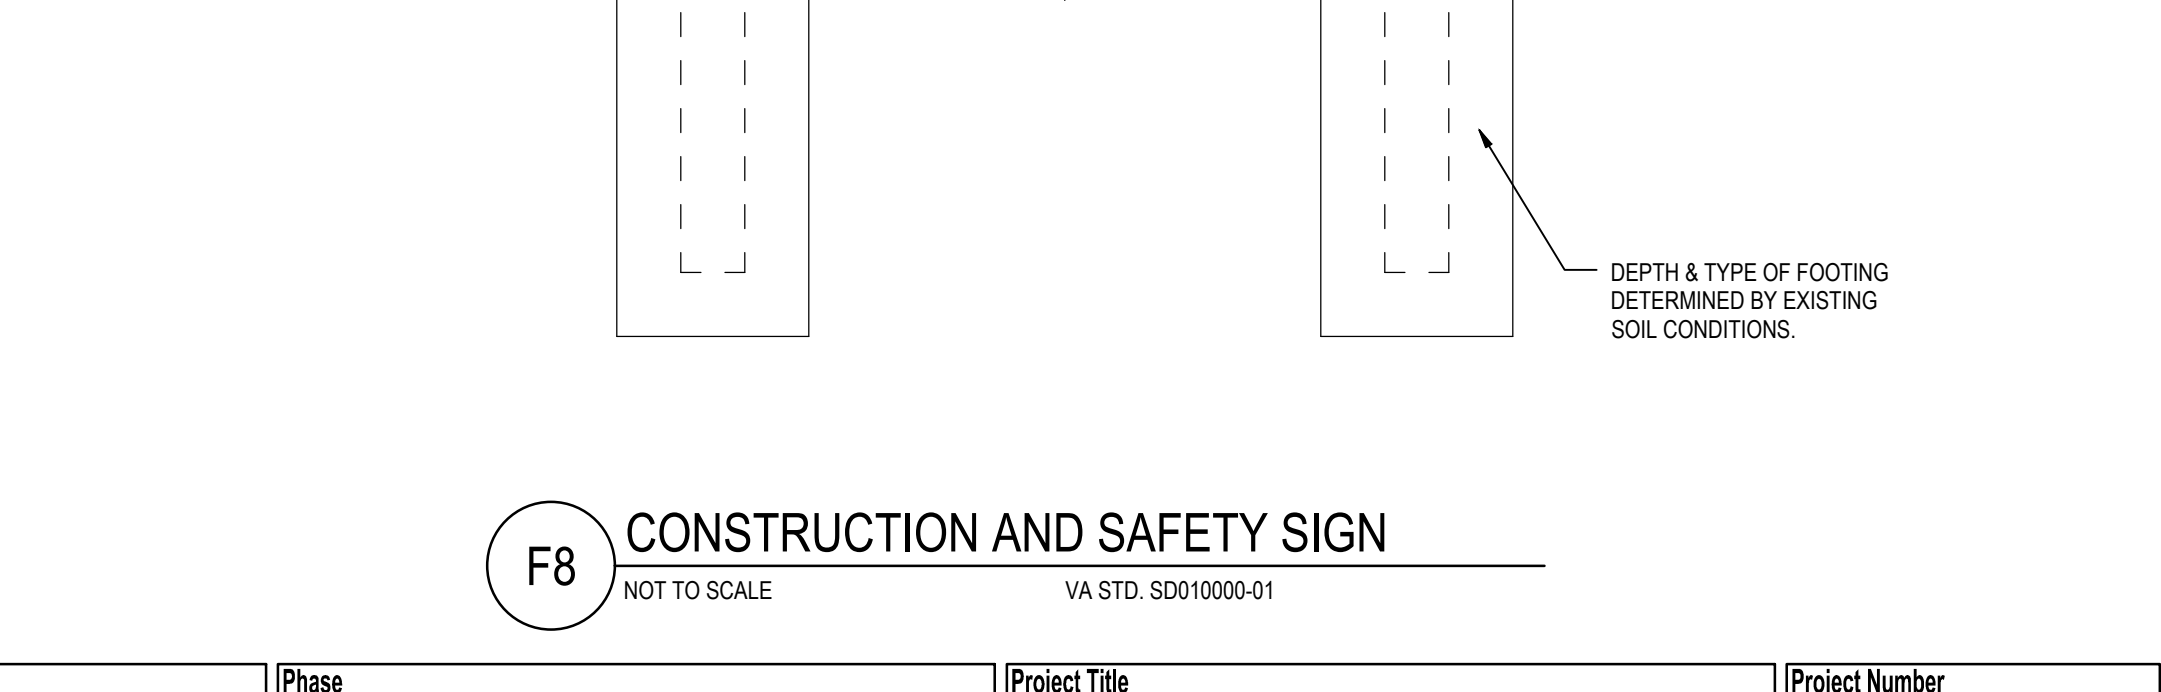 DEPTH & TYPE OF FOOTING
DETERMINED BY EXISTING
SOIL CONDITIONS.
F8
CONSTRUCTION AND SAFETY SIGN
NOT TO SCALE
VA STD. SD010000-01
Phase
Project Title
Project Number